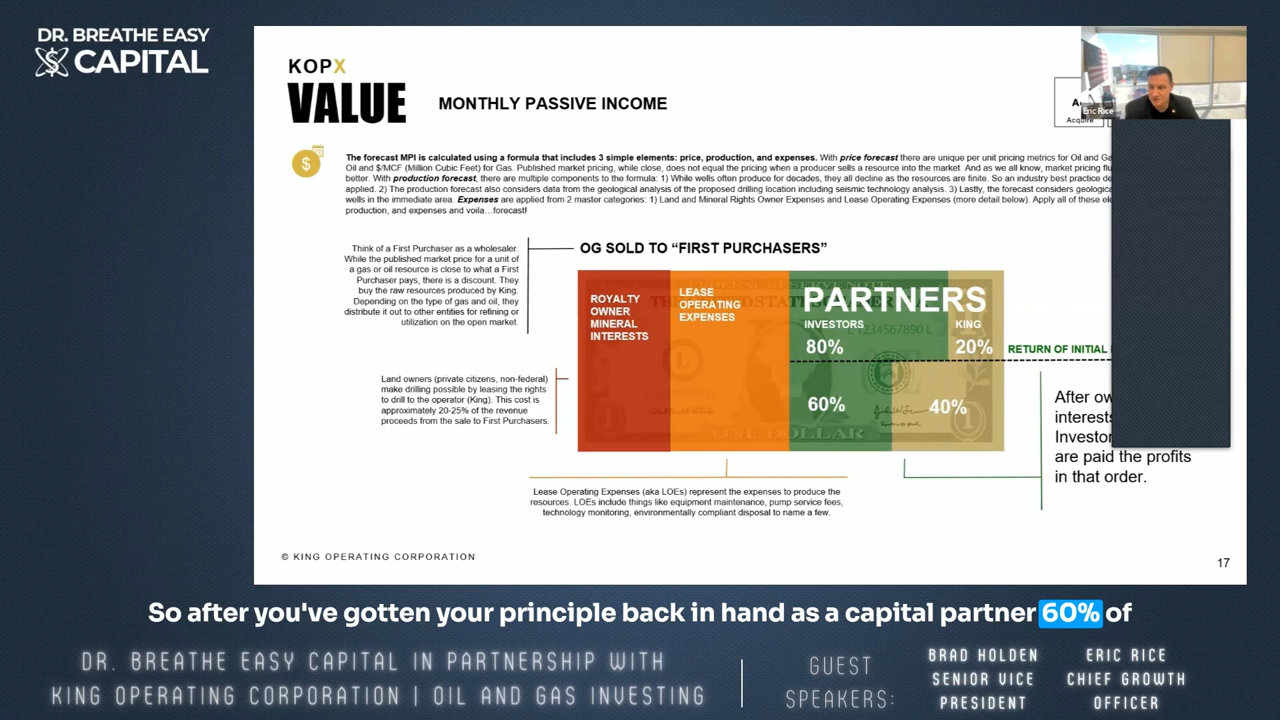 DR. BREATHE EASY
CAPITAL
KOPX
VALUE
MONTHLY PASSIVE INCOME
Acquire
Eric Rice
The forecast MPI is calculated using a formula that includes 3 simple elements: price, production, and expenses. With price forecast there are unique per unit pricing metrics for Oil and
Oil and $/MCF (Million Cubic Feet) for Gas. Published market pricing, while close, does not equal the pricing when a producer sells a resource into the market. And as we all know, market pricing
better. With production forecast, there are multiple components to the formula: 1) While wells often produce for decades, they all decline as the resources are finite. So an industry best practice
applied. 2) The production forecast also considers data from the geological analysis of the proposed drilling location including seismic technology analysis. 3) Lastly, the forecast considers
wells in the immediate area. Expenses are applied from 2 master categories: 1) Land and Mineral Rights Owner Expenses and Lease Operating Expenses (more detail below). Apply all of these
production, and expenses and voila…forecast!
Think of a First Purchaser as a wholesaler.
While the published market price for a unit of
a gas or oil resource is close to what a First
Purchaser pays, there is a discount. They
buy the raw resources produced by King.
Depending on the type of gas and oil, they
distribute it out to other entities for refining or
utilization on the open market.
OG SOLD TO “FIRST PURCHASERS”
ROYALTY
OWNER
MINERAL
INTERESTS
LEASE
OPERATING
EXPENSES
PARTNERS
INVESTORS
80%
KING
20%
RETURN OF INITIAL
60%
40%
ONE DOLLAR
Land owners (private citizens, non-federal)
make drilling possible by leasing the rights
to drill to the operator (King). This cost is
approximately 20-25% of the revenue
proceeds from the sale to First Purchasers.
After
interests
are paid the profits
in that order.
Lease Operating Expenses (aka LOEs) represent the expenses to produce the
resources. LOEs include things like equipment maintenance, pump service fees,
technology monitoring, environmentally compliant disposal to name a few.
© KING OPERATING CORPORATION
17
So after you've gotten your principle back in hand as a capital partner 60% of
DR. BREATHE EASY CAPITAL IN PARTNERSHIP WITH
KING OPERATING CORPORATION | OIL AND GAS INVESTING
GUEST
SPEAKERS:
BRAD HOLDEN
SENIOR VICE
PRESIDENT
ERIC RICE
CHIEF GROWTH
OFFICER